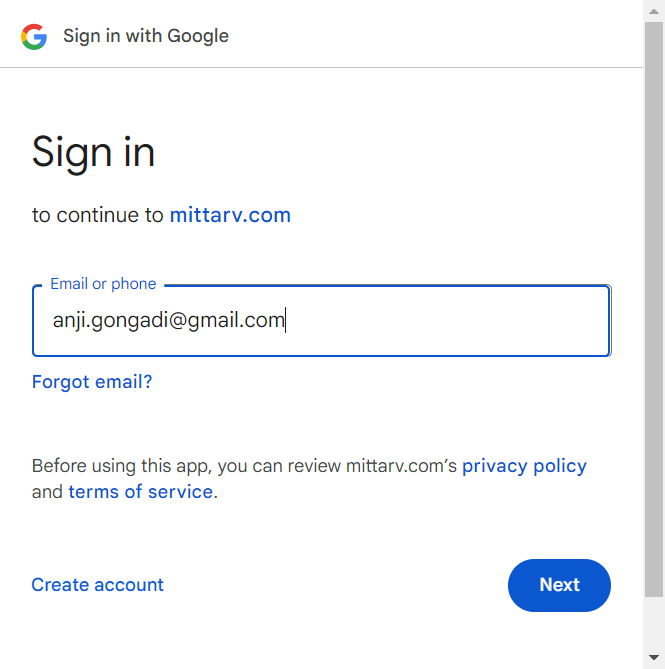 Sign in with Google
Sign in
to continue to mittarv.com
Email or phone
anji.gongadi@gmail.com
Forgot email?
Before using this app, you can review mittarv.com’s privacy policy
and terms of service.
Create account
Next